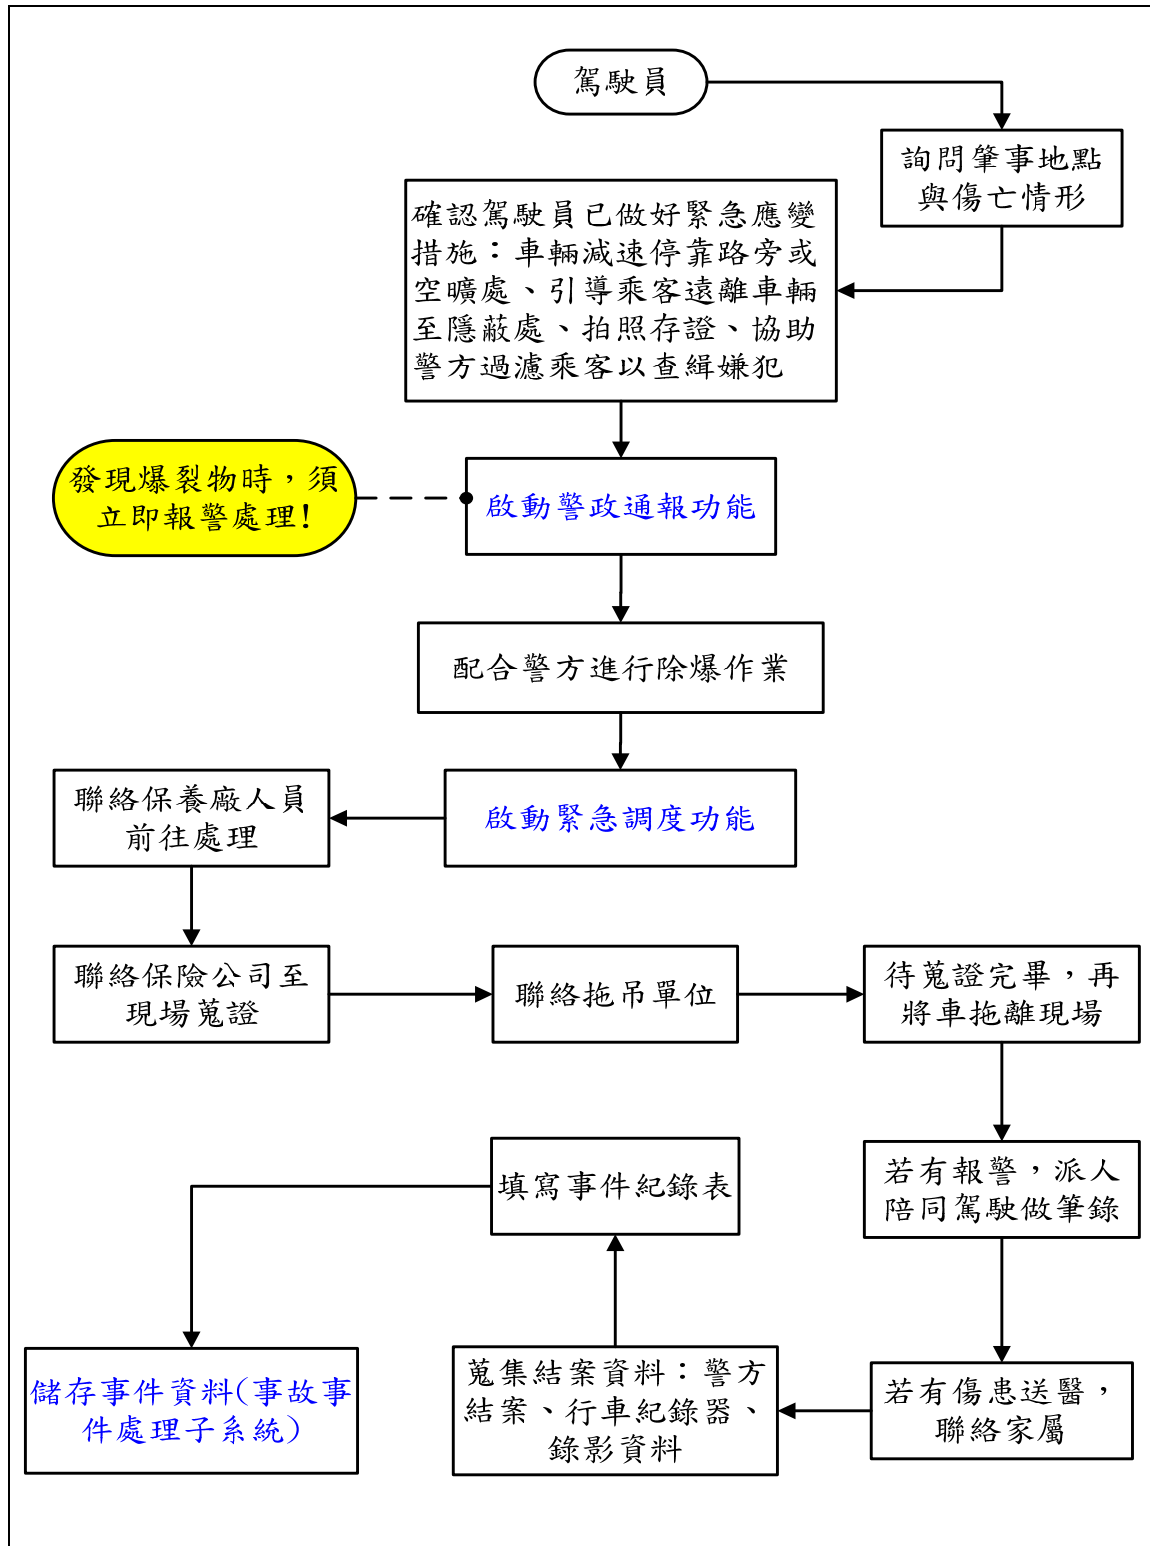 駕駛員
詢問肇事地點
與傷亡情形
確認駕駛員已做好緊急應變
措施：車輛減速停靠路旁或
空曠處、引導乘客遠離車輛
至隱蔽處、拍照存證、協助
警方過濾乘客以查緝嫌犯
發現爆裂物時，須
立即報警處理!
啟動警政通報功能
配合警方進行除爆作業
啟動緊急調度功能
聯絡保養廠人員
前往處理
聯絡保險公司至
現場蒐證
聯絡拖吊單位
待蒐證完畢，再
將車拖離現場
若有報警，派人
陪同駕駛做筆錄
若有傷患送醫，
聯絡家屬
蒐集結案資料：警方
結案、行車紀錄器、
錄影資料
填寫事件紀錄表
儲存事件資料(事故事
件處理子系統)